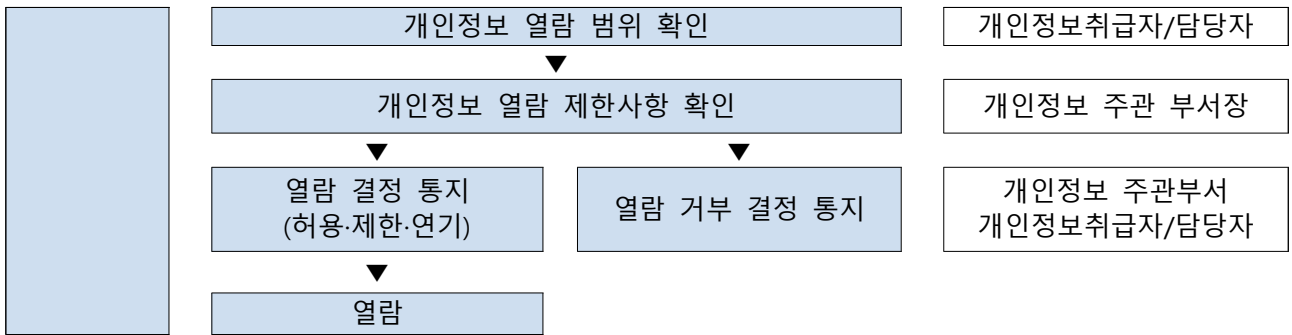 개인정보 열람 범위 확인
개인정보취급자/담당자
▼
개인정보 열람 제한사항 확인
개인정보 주관 부서장
▼ ▼
열람 결정 통지
(허용·제한·연기)
열람 거부 결정 통지
개인정보 주관부서
개인정보취급자/담당자
▼
열람